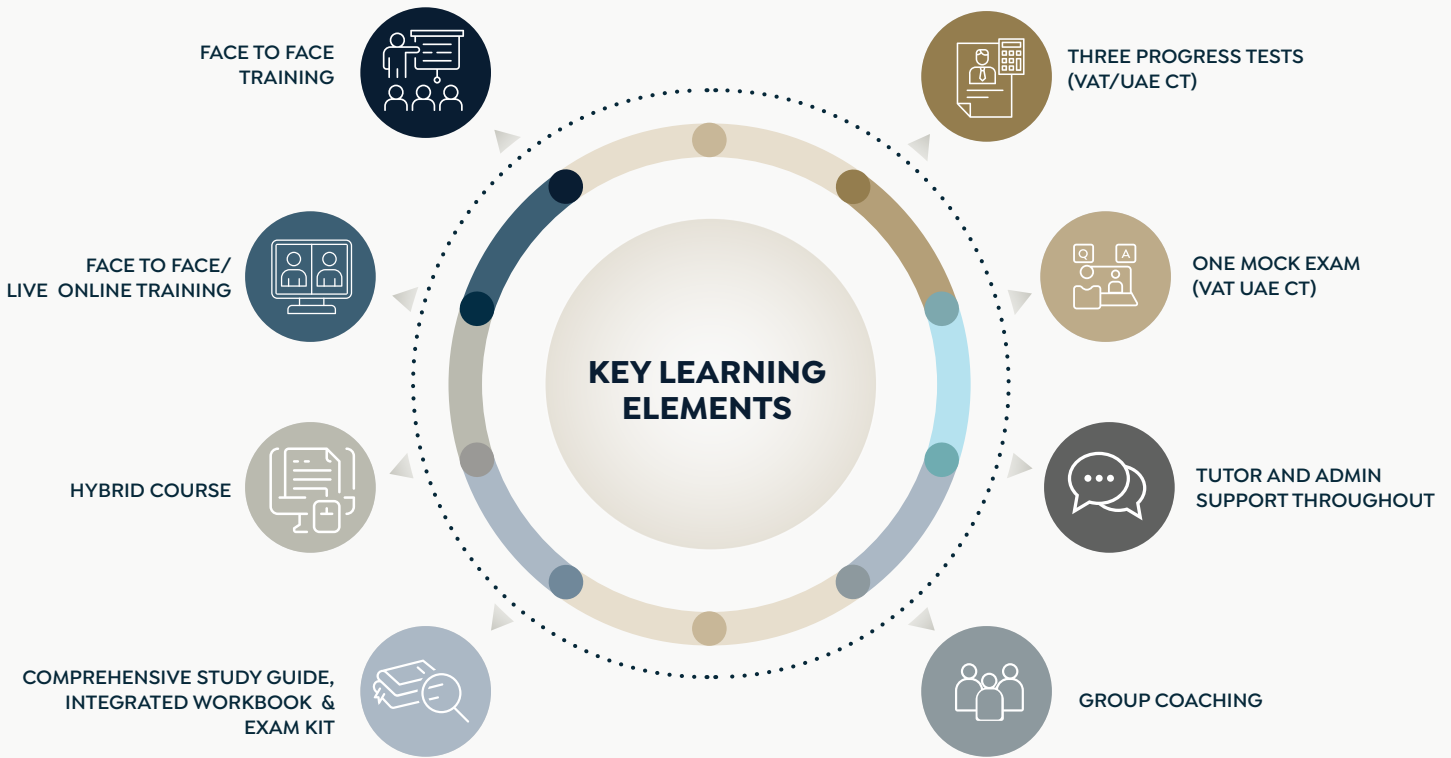 FACE TO FACE
TRAINING
THREE PROGRESS TESTS
(VAT/UAE CT)
FACE TO FACE/
LIVE ONLINE TRAINING
Q
A
ONE MOCK EXAM
(VAT UAE CT)
KEY LEARNING
ELEMENTS
HYBRID COURSE
TUTOR AND ADMIN
SUPPORT THROUGHOUT
COMPREHENSIVE STUDY GUIDE,
INTEGRATED WORKBOOK &
EXAM KIT
GROUP COACHING